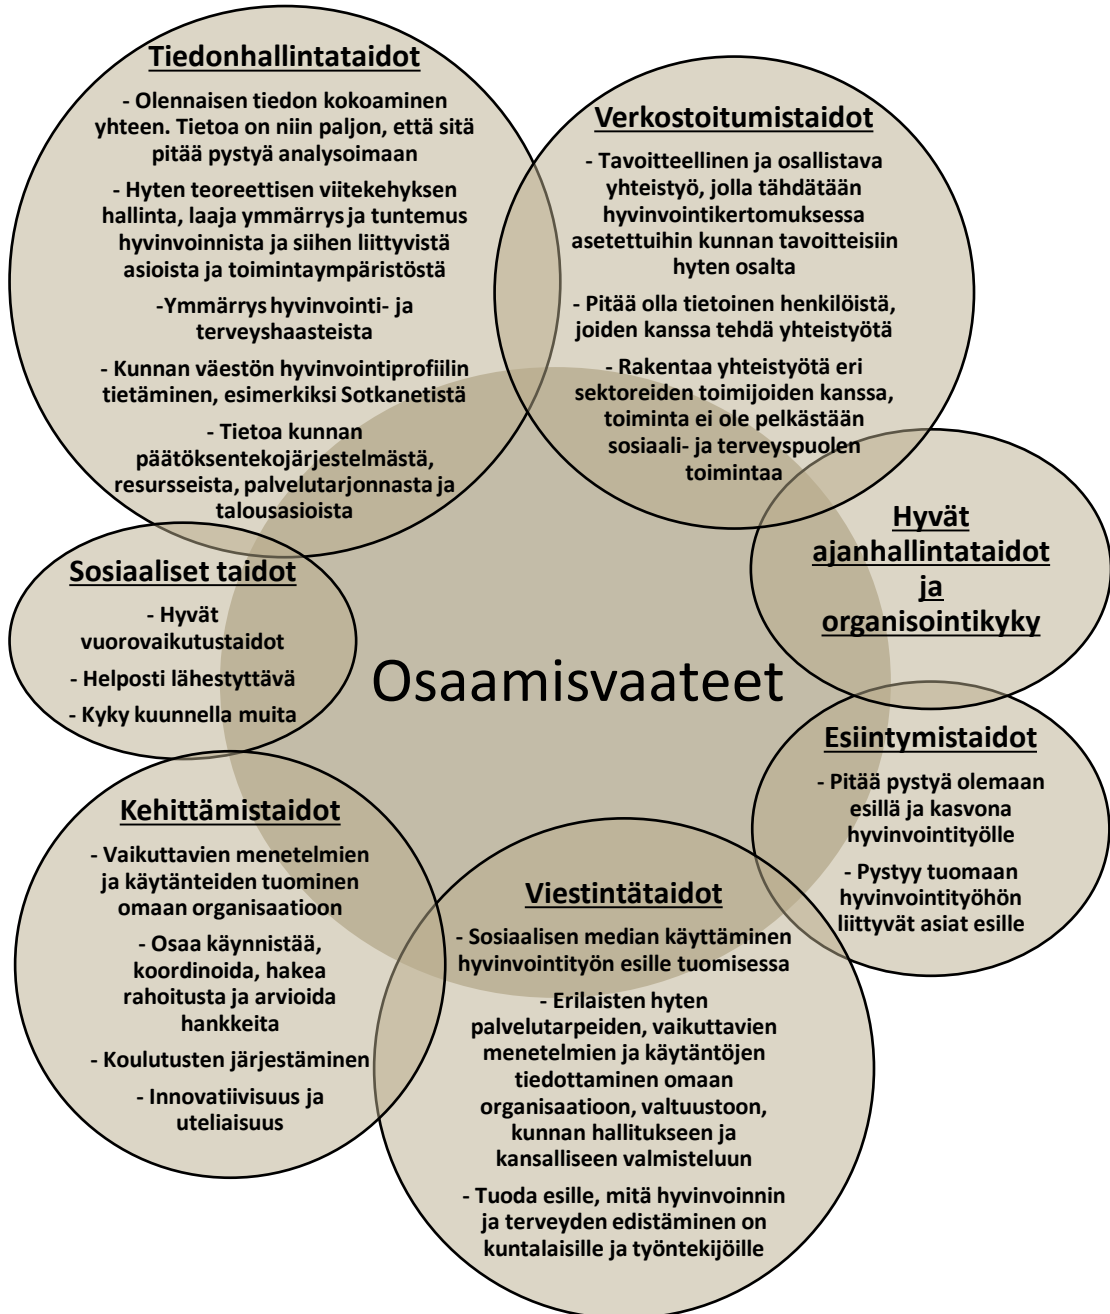 Tiedonhallintataidot
- Olennaisen tiedon kokoaminen
yhteen. Tietoa on niin paljon, että sitä
pitää pystyä analysoimaan
- Hyten teoreettisen viitekehyksen
hallinta, laaja ymmärrys ja tuntemus
hyvinvoinnista ja siihen liittyvistä
asioista ja toimintaympäristöstä
-Ymmärrys hyvinvointi- ja
terveyshaasteista
- Kunnan väestön hyvinvointiprofiilin
tietäminen, esimerkiksi Sotkanetistä
- Tietoa kunnan
päätöksentekojärjestelmästä,
resursseista, palvelutarjonnasta ja
talousasioista
Verkostoitumistaidot
- Tavoitteellinen ja osallistava
yhteistyö, jolla tähdätään
hyvinvointikertomuksessa
asetettuihin kunnan tavoitteisiin
hyten osalta
- Pitää olla tietoinen henkilöistä,
joiden kanssa tehdä yhteistyötä
- Rakentaa yhteistyötä eri
sektoreiden toimijoiden kanssa,
toiminta ei ole pelkästään
sosiaali- ja terveyspuolen
toimintaa
Hyvät
ajanhallintataidot
ja
organisointikyky
Sosiaaliset taidot
- Hyvät
vuorovaikutustaidot
- Helposti lähestyttävä
- Kyky kuunnella muita
Osaamisvaateet
Esiintymistaidot
- Pitää pystyä olemaan
esillä ja kasvona
hyvinvointityölle
- Pystyy tuomaan
hyvinvointityöhön
liittyvät asiat esille
Kehittämistaidot
- Vaikuttavien menetelmien
ja käytänteiden tuominen
omaan organisaatioon
- Osaa käynnistää,
koordinoida, hakea
rahoitusta ja arvioida
hankkeita
- Koulutusten järjestäminen
- Innovatiivisuus ja
uteliaisuus
Viestintätaidot
- Sosiaalisen median käyttäminen
hyvinvointityön esille tuomisessa
- Erilaisten hyten
palvelutarpeiden, vaikuttavien
menetelmien ja käytäntöjen
tiedottaminen omaan
organisaatioon, valtuustoon,
kunnan hallitukseen ja
kansalliseen valmisteluun
- Tuoda esille, mitä hyvinvoinnin
ja terveyden edistäminen on
kuntalaisille ja työntekijöille